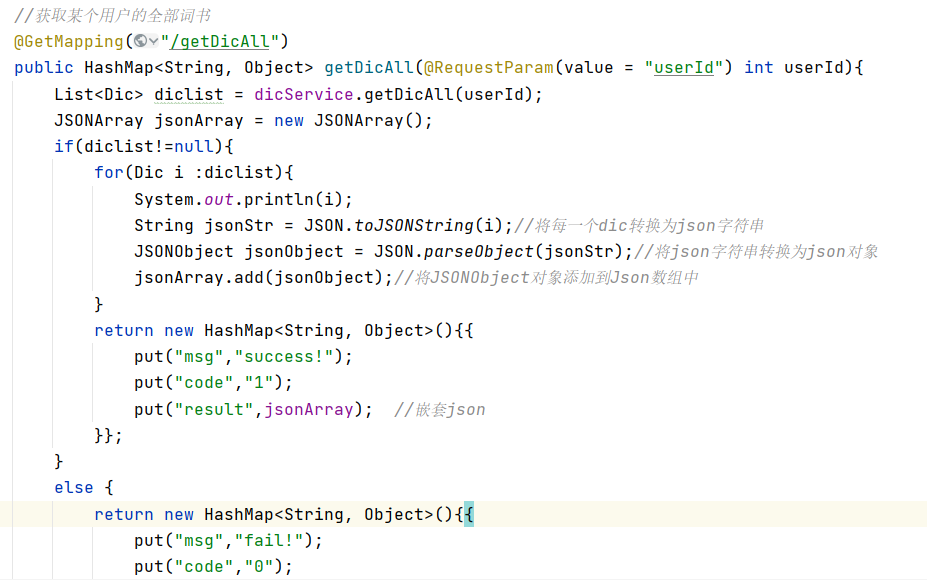 //获取某个用户的全部词书
@GetMapping("/getDicAll")
public HashMap<String, Object> getDicAll(@RequestParam(value = "userId") int userId){
List<Dic> diclist = dicService.getDicAll(userId);
JSONArray jsonArray = new JSONArray();
if(diclist!=null){
for(Dic i :diclist){
System.out.println(i);
String jsonStr = JSON.toJSONString(i);//将每一个dic转换为json字符串
JSONObject jsonObject = JSON.parseObject(jsonStr);//将json字符串转换为json对象
jsonArray.add(jsonObject);//将JSONObject对象添加到Json数组中
}
return new HashMap<String, Object>(){{
put("msg","success!");
put("code","1");
put("result",jsonArray);  //嵌套json
}};
}
else {
return new HashMap<String, Object>(){{
put("msg","fail!");
put("code","0");